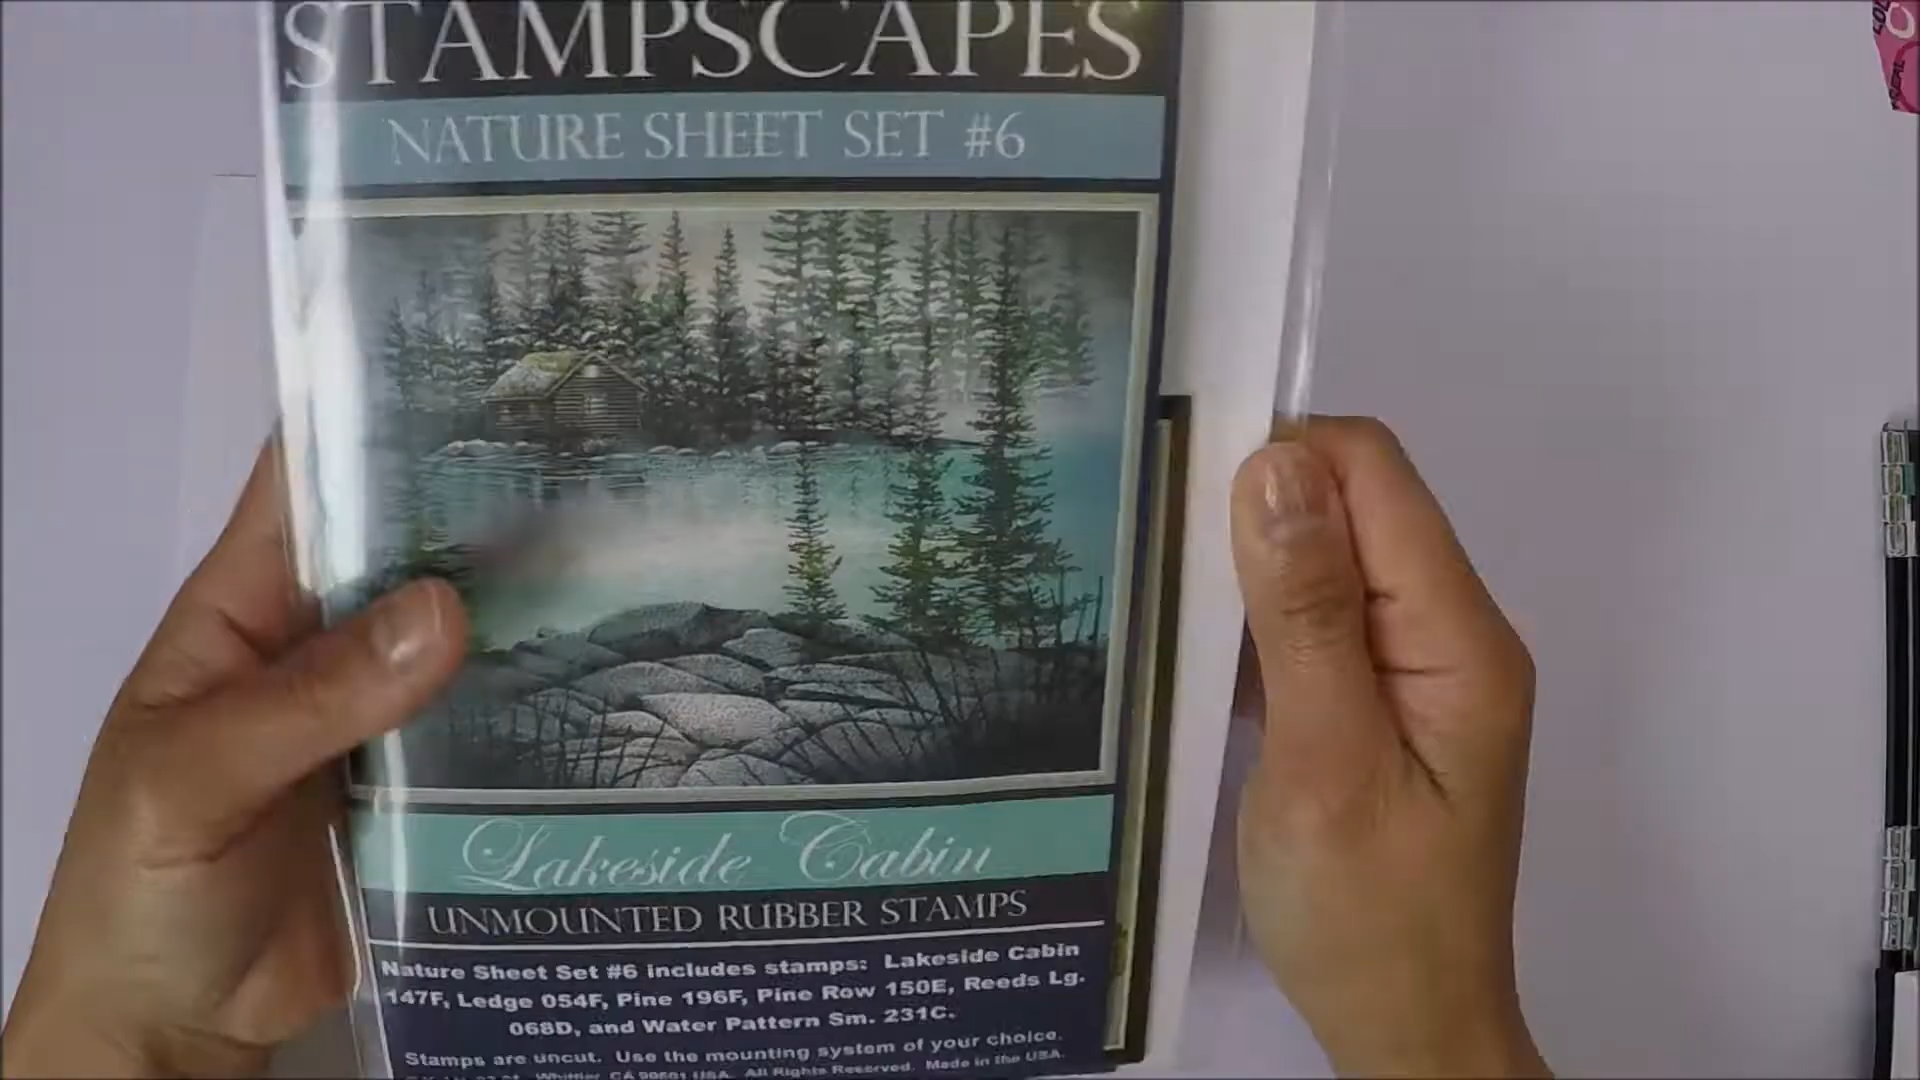 STAMPSCAPES
NATURE SHEET SET #6
Lakeside Cabin
UNMOUNTED RUBBER STAMPS
Nature Sheet Set #6 includes stamps: Lakeside Cabin
147F, Ledge 054F, Pine 196F, Pine Row 150E, Reeds Lg.
068D, and Water Pattern Sm. 231C.
Stamps are uncut. Use the mounting system of your choice.
Whittier, CA 90601 USA. All Rights Reserved. Made in the USA.